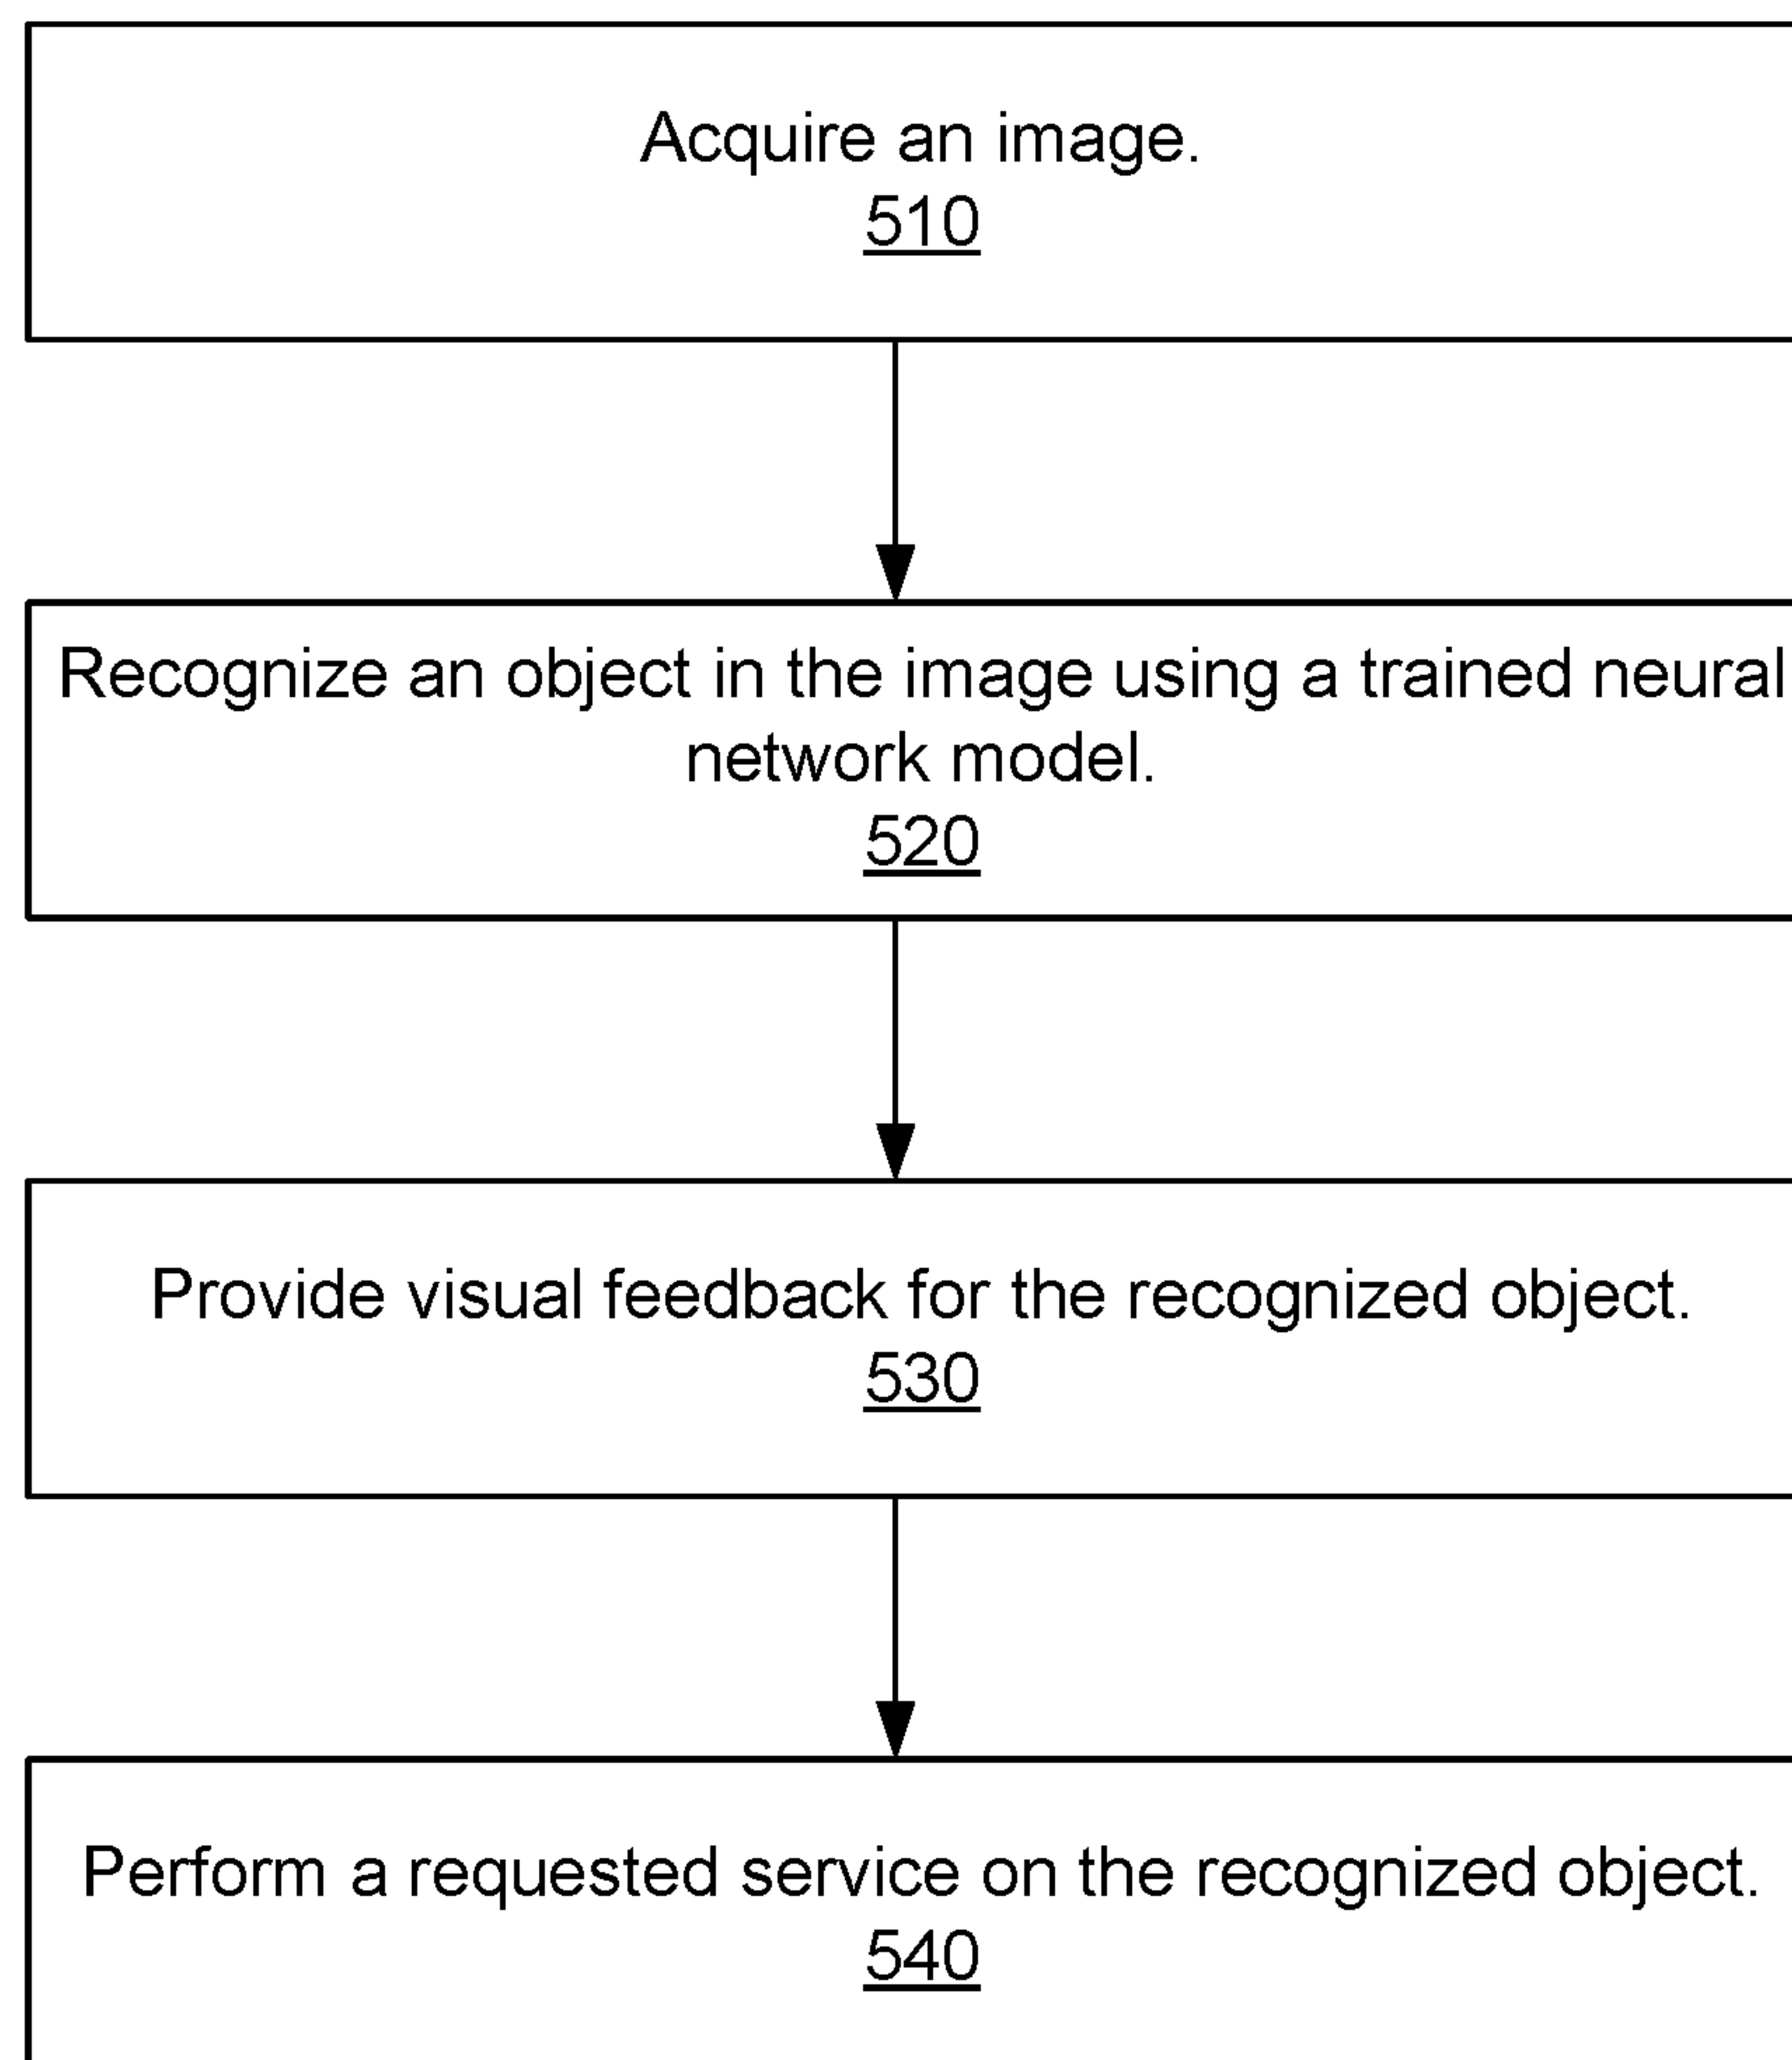 Acquire an image.
510
Recognize an object in the image using a trained neural
network model.
520
Provide visual feedback for the recognized object.
530
Perform a requested service on the recognized object.
540